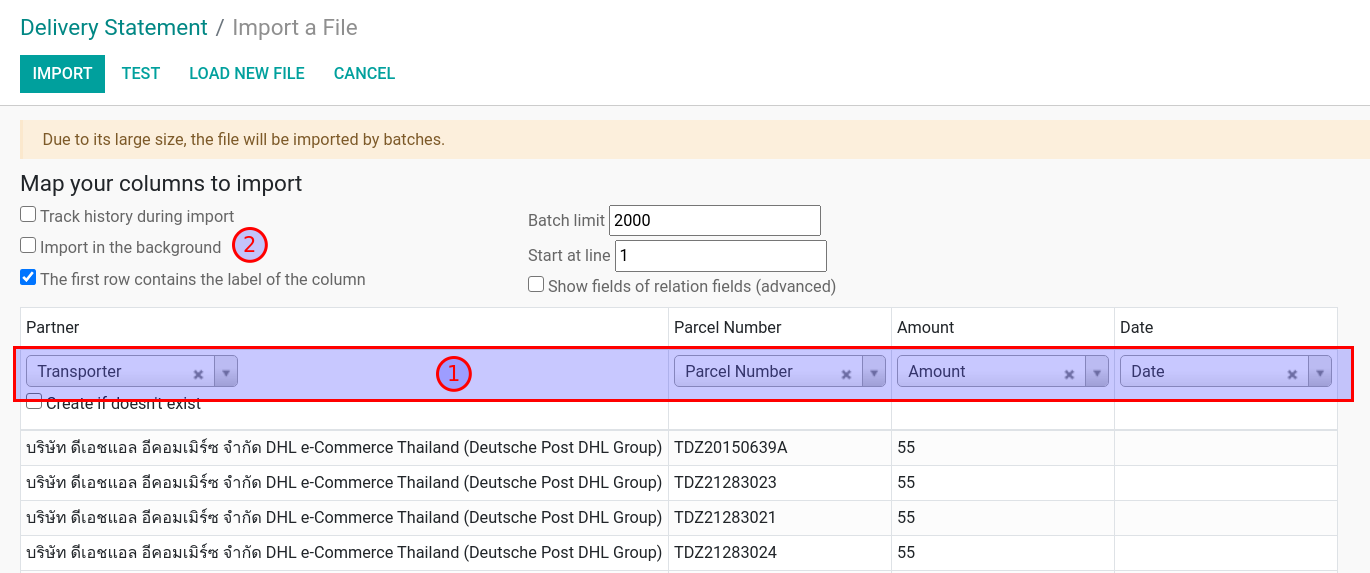 Delivery Statement / Import a File
IMPORT TEST LOAD NEW FILE CANCEL
Due to its large size, the file will be imported by batches.
Map your columns to import
Track history during import
Import in the background 2
The first row contains the label of the column
Batch limit 2000
Start at line 1
Show fields of relation fields (advanced)
Partner Parcel Number Amount Date
Transporter 1 Parcel Number Amount Date
Create if doesn't exist
บริษัท ดีเอชแอล อีคอมเมิร์ซ จำกัด DHL e-Commerce Thailand (Deutsche Post DHL Group) TDZ20150639A 55
บริษัท ดีเอชแอล อีคอมเมิร์ซ จำกัด DHL e-Commerce Thailand (Deutsche Post DHL Group) TDZ21283023 55
บริษัท ดีเอชแอล อีคอมเมิร์ซ จำกัด DHL e-Commerce Thailand (Deutsche Post DHL Group) TDZ21283021 55
บริษัท ดีเอชแอล อีคอมเมิร์ซ จำกัด DHL e-Commerce Thailand (Deutsche Post DHL Group) TDZ21283024 55